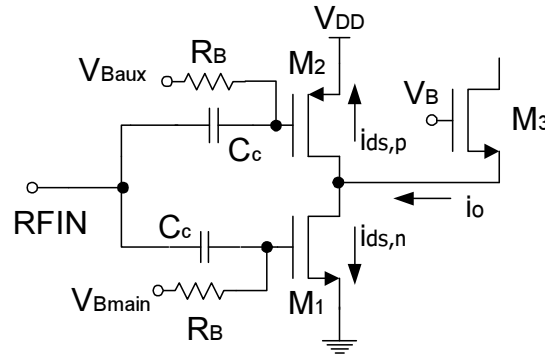 VDD
RB
VBaux
M2
VB
M3
ids,p
Cc
RFIN
io
Cc
ids,n
VBmain
M1
RB